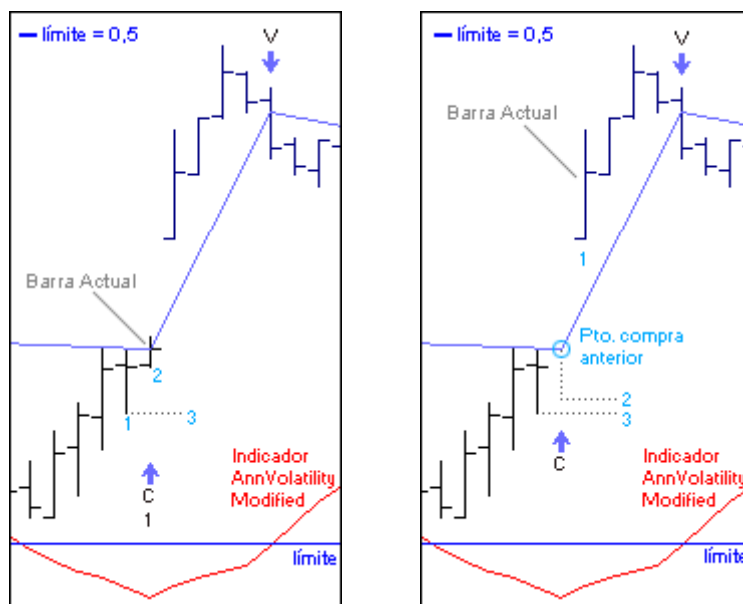 límite = 0,5
V
Barra Actual
2
1
3
C
1
Indicador
AnnVolatility
Modified
límite
límite = 0,5
V
Barra Actual
1
Pto. compra
anterior
2
3
C
Indicador
AnnVolatility
Modified
límite